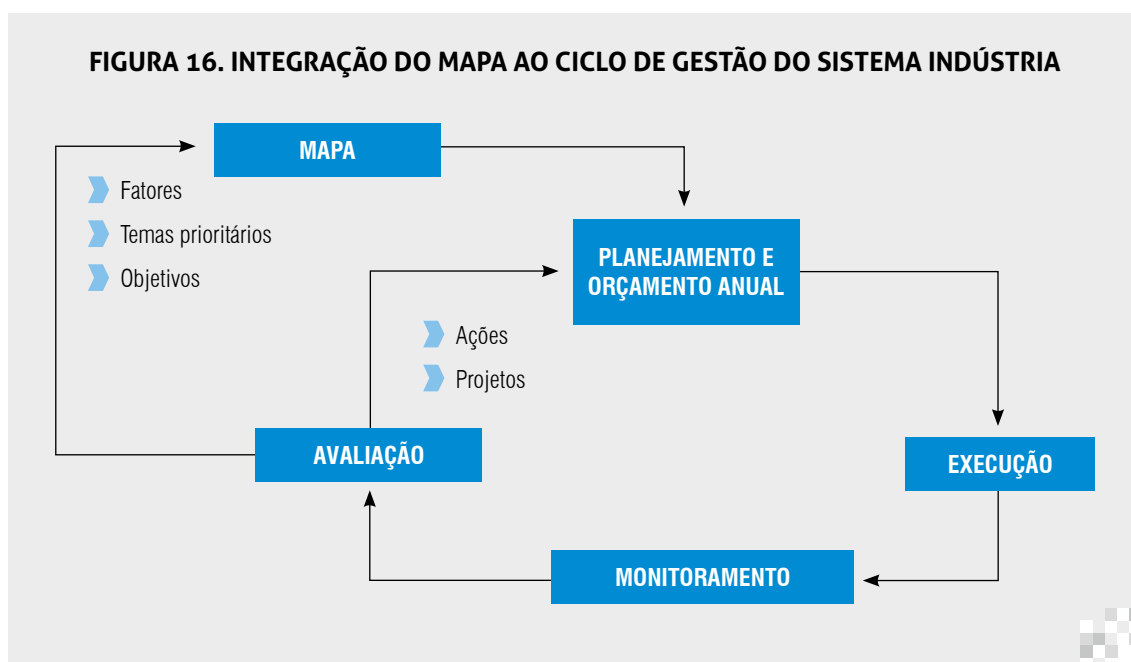 FIGURA 16. INTEGRAÇÃO DO MAPA AO CICLO DE GESTÃO DO SISTEMA INDÚSTRIA
MAPA
Fatores
Temas prioritários
Objetivos
PLANEJAMENTO E
ORÇAMENTO ANUAL
Ações
Projetos
AVALIAÇÃO
EXECUÇÃO
MONITORAMENTO